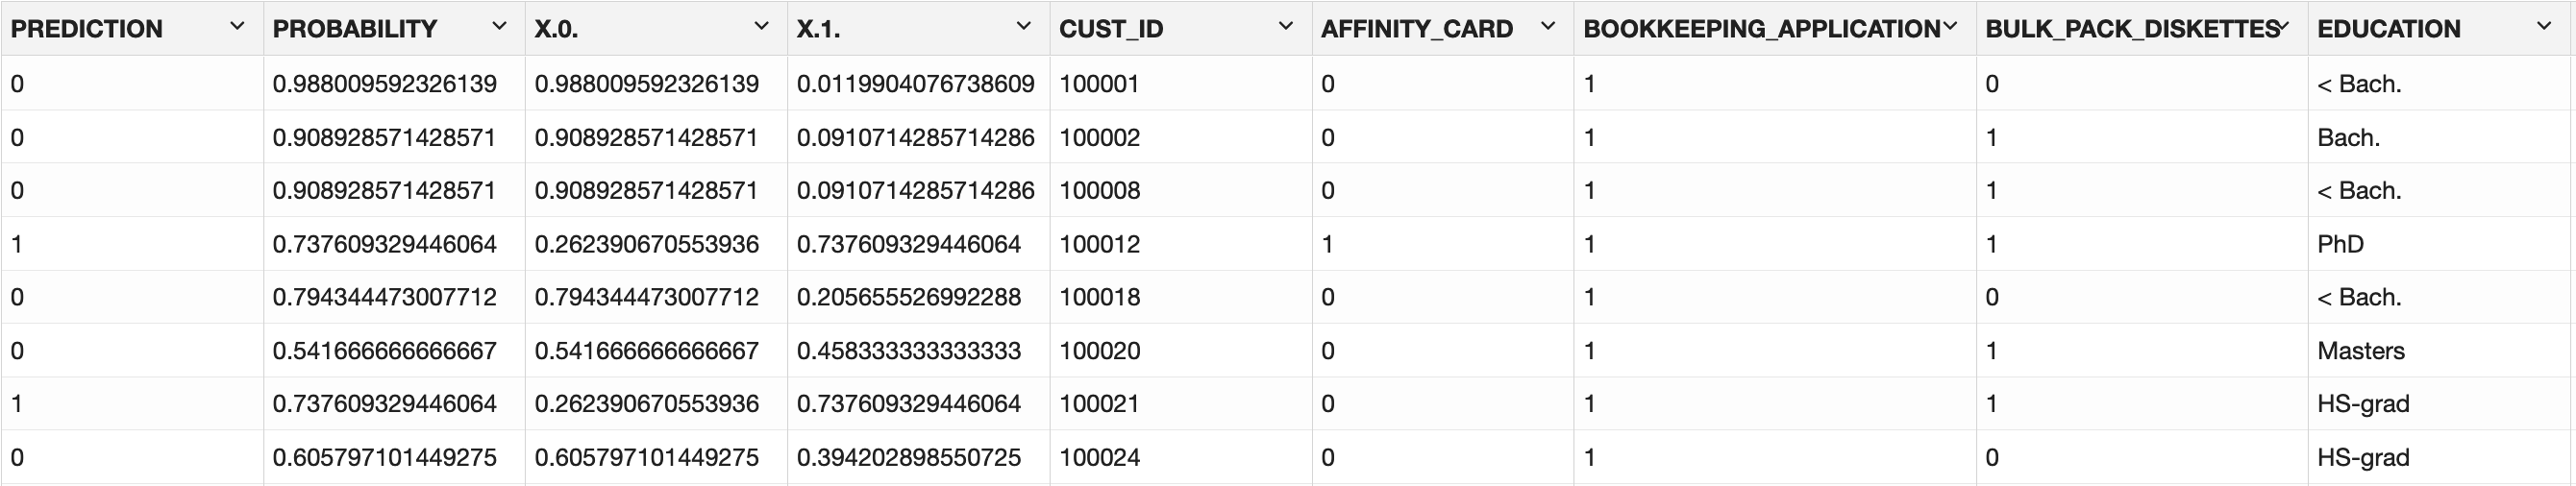 PREDICTION PROBABILITY X.0. X.1. CUST_ID AFFINITY_CARD BOOKKEEPING_APPLICATION BULK_PACK_DISKETTES EDUCATION
0 0.988009592326139 0.988009592326139 0.0119904076738609 100001 0 1 0 < Bach.
0 0.908928571428571 0.908928571428571 0.0910714285714286 100002 0 1 1 Bach.
0 0.908928571428571 0.908928571428571 0.0910714285714286 100008 0 1 1 < Bach.
1 0.737609329446064 0.262390670553936 0.737609329446064 100012 1 1 1 PhD
0 0.794344473007712 0.794344473007712 0.205655526992288 100018 0 1 0 < Bach.
0 0.541666666666667 0.541666666666667 0.458333333333333 100020 0 1 1 Masters
1 0.737609329446064 0.262390670553936 0.737609329446064 100021 0 1 1 HS-grad
0 0.605797101449275 0.605797101449275 0.394202898550725 100024 0 1 0 HS-grad